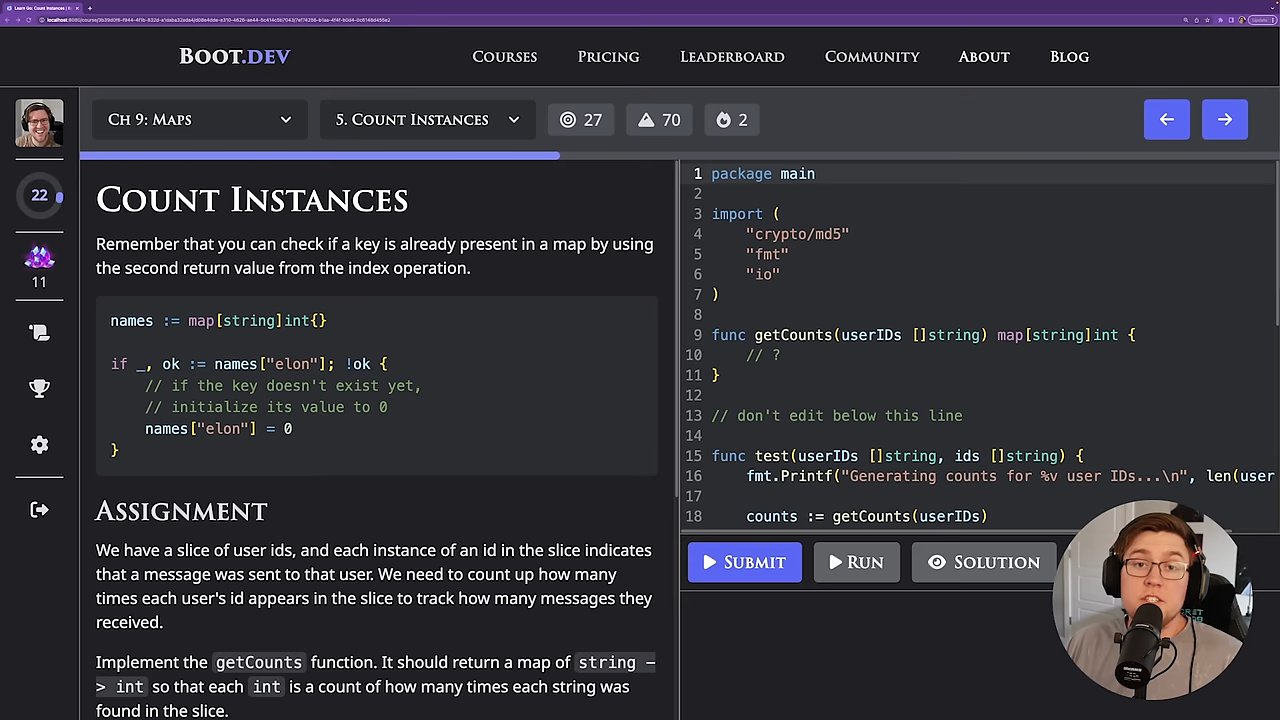 Learn Go: Count Instances
BOOT.DEV
COURSES
PRICING
LEADERBOARD
COMMUNITY
ABOUT
BLOG
CH 9: MAPS
5. COUNT INSTANCES
27
70
2
22
11
COUNT INSTANCES
Remember that you can check if a key is already present in a map by using
the second return value from the index operation.
names := map[string]int{}
if _, ok := names["elon"]; !ok {
// if the key doesn't exist yet,
// initialize its value to 0
names["elon"] = 0
}
ASSIGNMENT
We have a slice of user ids, and each instance of an id in the slice indicates
that a message was sent to that user. We need to count up how many
times each user's id appears in the slice to track how many messages they
received.
Implement the getCounts function. It should return a map of string -
> int so that each int is a count of how many times each string was
found in the slice.
1 package main
2
3 import (
4 "crypto/md5"
5 "fmt"
6 "io"
7 )
8
9 func getCounts(userIDs []string) map[string]int {
10 // ?
11 }
12
13 // don't edit below this line
14
15 func test(userIDs []string, ids []string) {
16 fmt.Printf("Generating counts for %v user IDs...\n", len(user
17
18 counts := getCounts(userIDs)
SUBMIT
RUN
SOLUTION